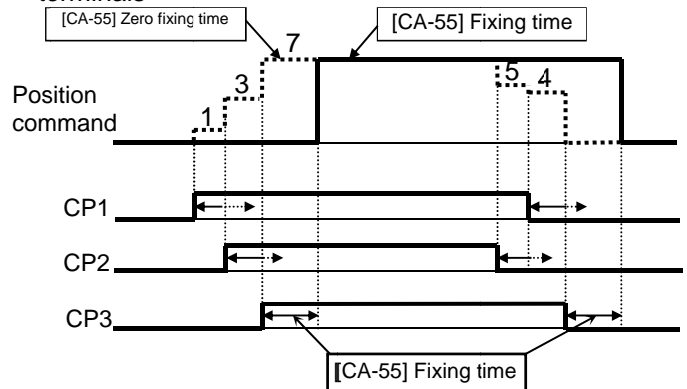 [CA-55] Zero fixing time
[CA-55] Fixing time
7
3
1
5
4
Position
command
CP1
CP2
CP3
[CA-55] Fixing time